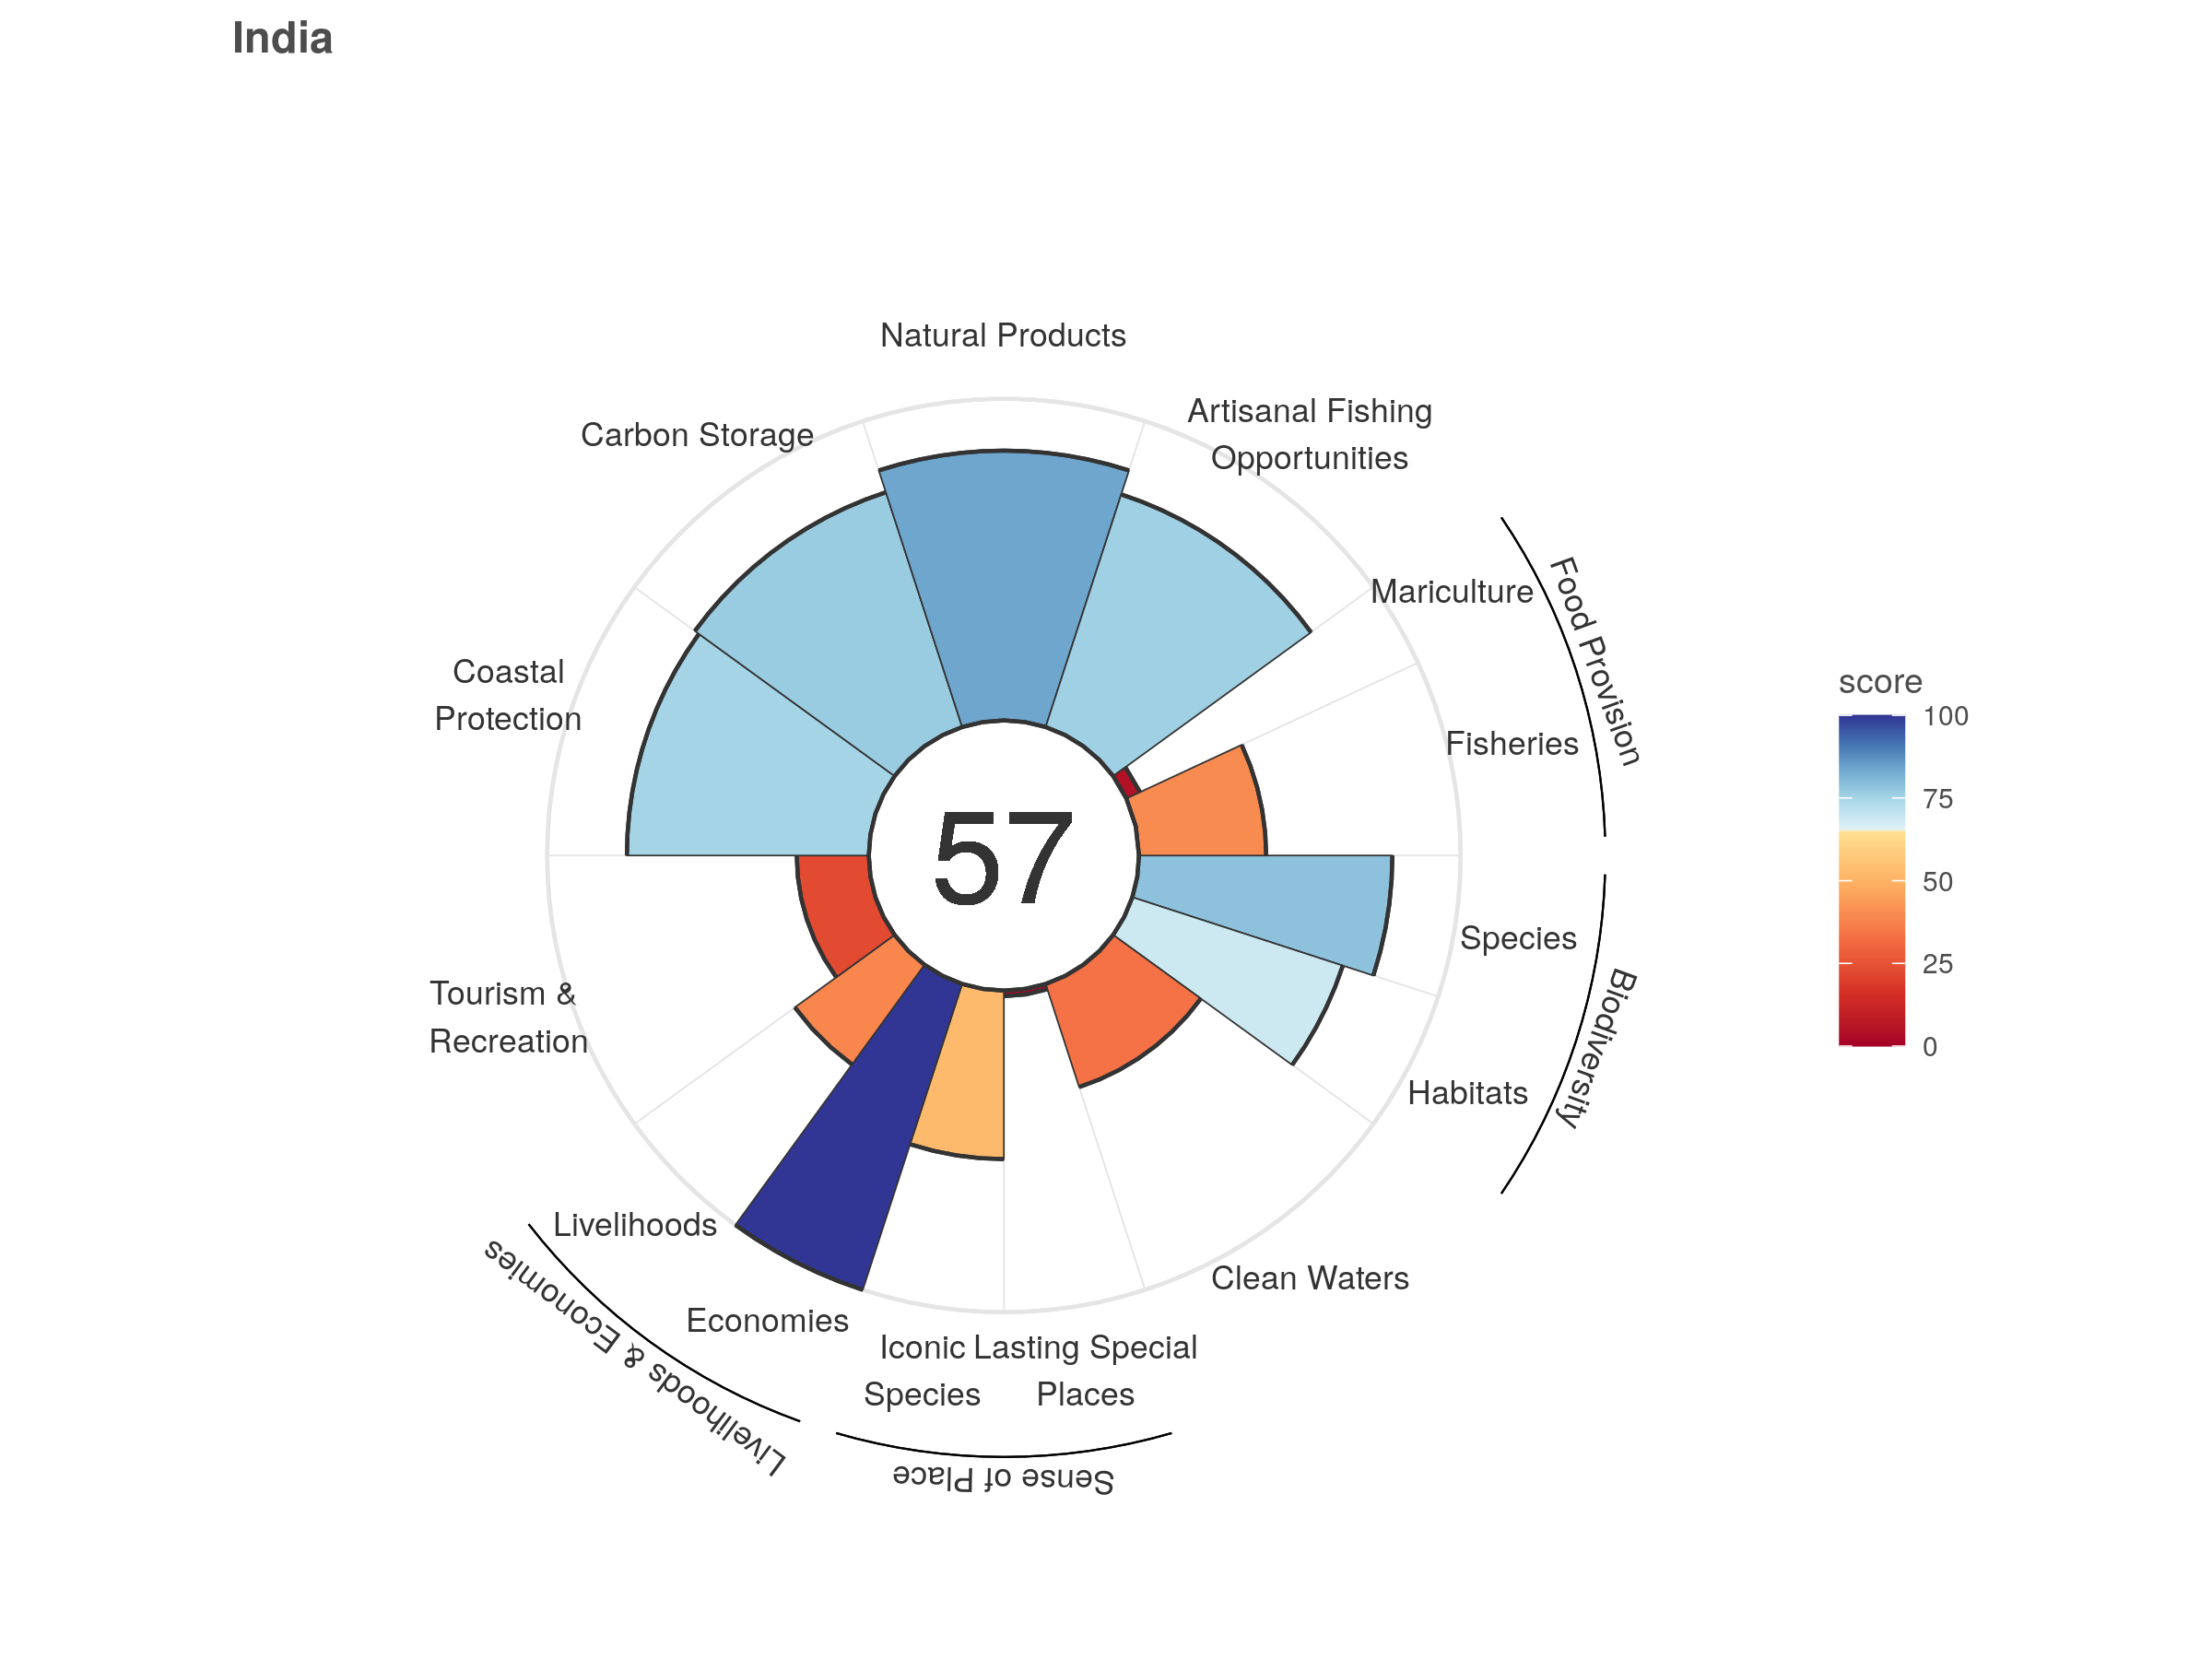 India
Natural Products
Artisanal Fishing
Opportunities
Carbon Storage
Mariculture
Food Provision
Coastal
Protection
Fisheries
score
100
75
50
25
0
57
Species
Biodiversity
Tourism &
Recreation
Habitats
Livelihoods
Clean Waters
Economies
Livelihoods & Economies
Iconic
Species
Lasting Special
Places
Sense of Place